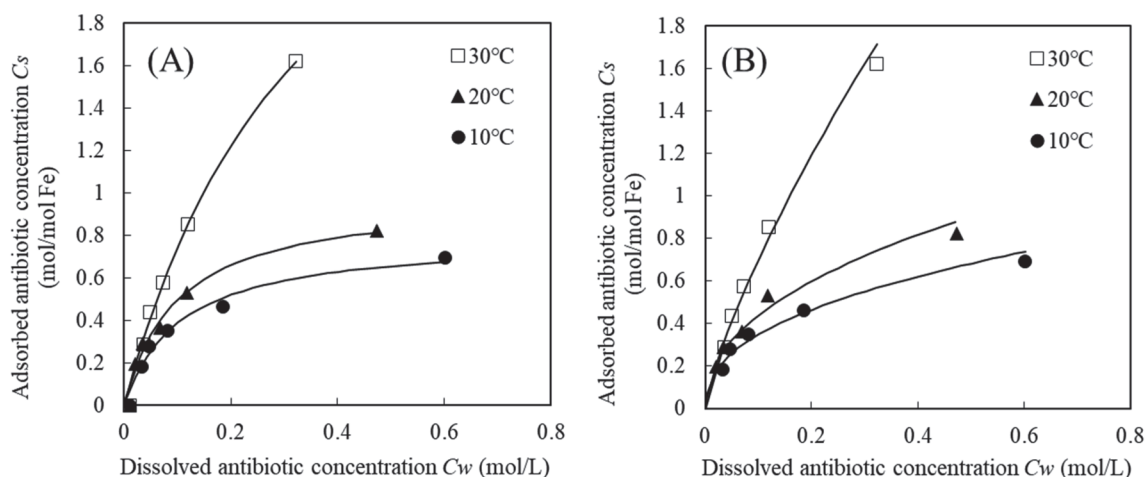 Adsorbed antibiotic concentration Cs
(mol/mol Fe)
1.8
1.6
1.4
1.2
1
0.8
0.6
0.4
0.2
0
(A)
30℃
20℃
10℃
0 0.2 0.4 0.6 0.8
Dissolved antibiotic concentration Cw (mol/L)
Adsorbed antibiotic concentration Cs
(mol/mol Fe)
1.8
1.6
1.4
1.2
1
0.8
0.6
0.4
0.2
0
(B)
30℃
20℃
10℃
0 0.2 0.4 0.6 0.8
Dissolved antibiotic concentration Cw (mol/L)